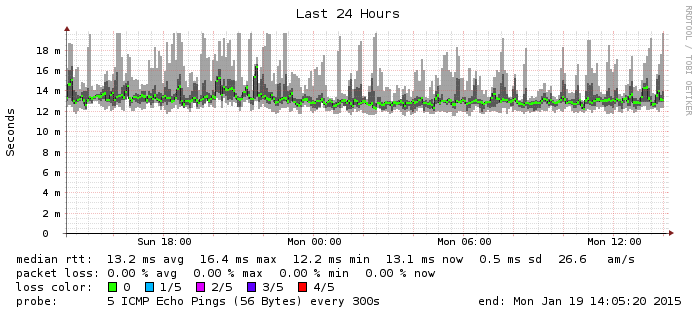 Last 24 Hours
RRDTOOL / TOBI OETIKER
Seconds
18 m
16 m
14 m
12 m
10 m
8 m
6 m
4 m
2 m
0
Sun 18:00 Mon 00:00 Mon 06:00 Mon 12:00
median rtt: 13.2 ms avg 16.4 ms max 12.2 ms min 13.1 ms now 0.5 ms sd 26.6 am/s
packet loss: 0.00 % avg 0.00 % max 0.00 % min 0.00 % now
loss color: 0 1/5 2/5 3/5 4/5
probe: 5 ICMP Echo Pings (56 Bytes) every 300s end: Mon Jan 19 14:05:20 2015